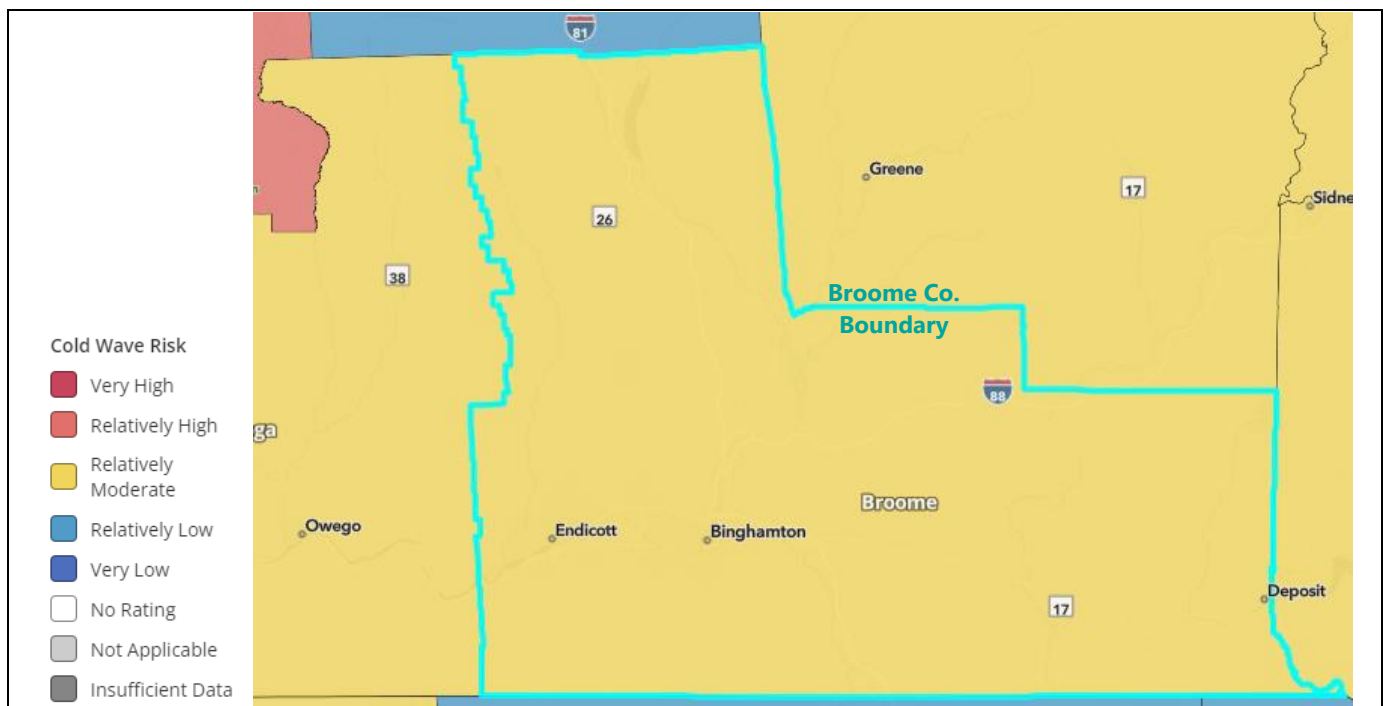 81
Greene
17
Sidne
26
38
Broome Co.
Boundary
88
Cold Wave Risk
Very High
Relatively High
Relatively
Moderate
Relatively Low
Very Low
No Rating
Not Applicable
Insufficient Data
ga
Broome
Owego
Endicott
Binghamton
17
Deposit